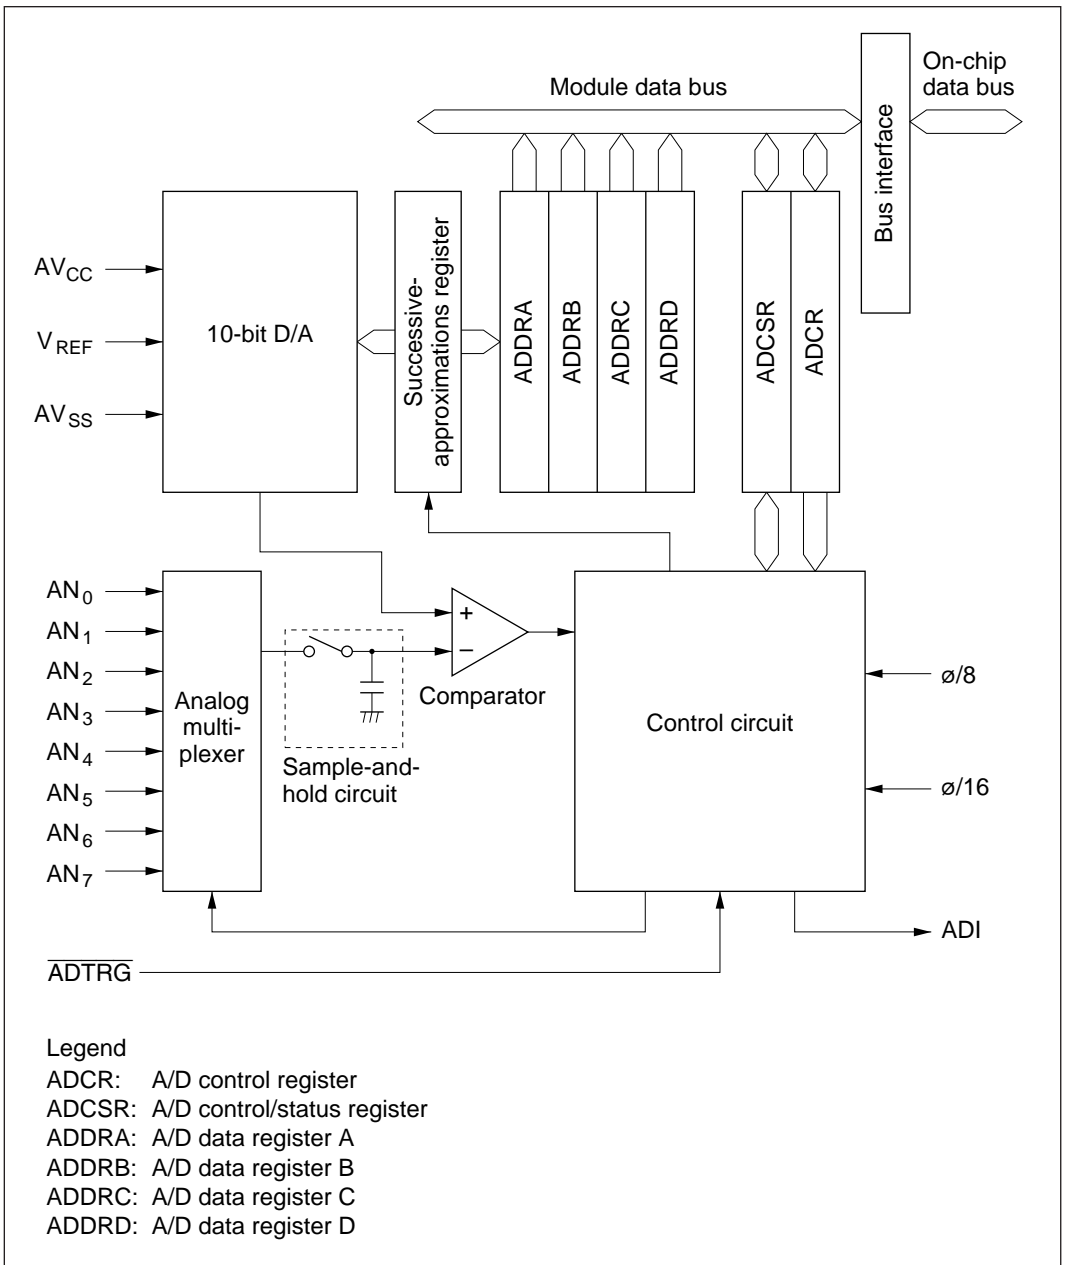 On-chip
data bus
Module data bus
Bus interface
AVCC
VREF
AVSS
10-bit D/A
Successive-
approximations register
ADDRA
ADDRB
ADDRC
ADDRD
ADCSR
ADCR
AN0
AN1
AN2
AN3
AN4
AN5
AN6
AN7
Analog
multi-
plexer
+
−
Comparator
Sample-and-
hold circuit
Control circuit
ø/8
ø/16
ADI
ADTRG
Legend
ADCR: A/D control register
ADCSR: A/D control/status register
ADDRA: A/D data register A
ADDRB: A/D data register B
ADDRC: A/D data register C
ADDRD: A/D data register D